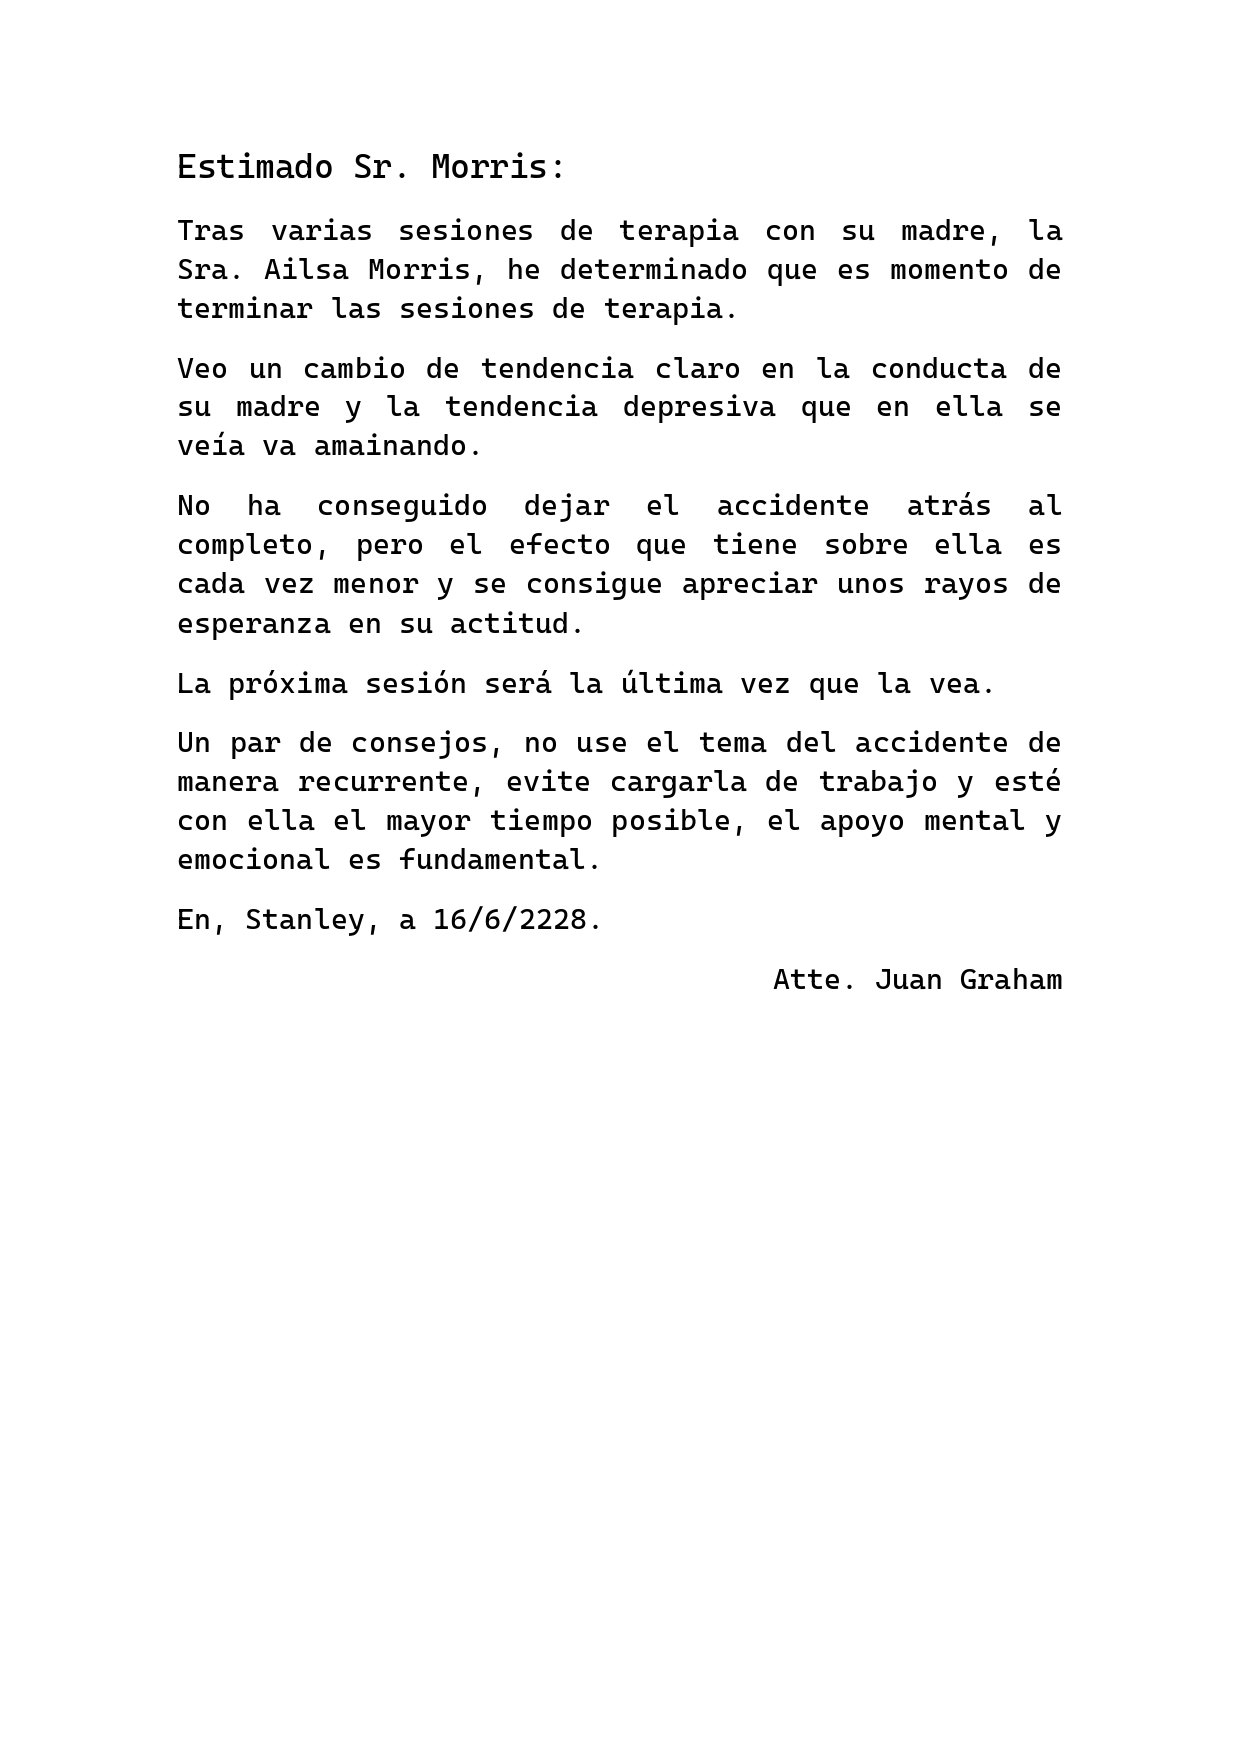 Estimado Sr. Morris:
Tras varias sesiones de terapia con su madre, la
Sra. Ailsa Morris, he determinado que es momento de
terminar las sesiones de terapia.
Veo un cambio de tendencia claro en la conducta de
su madre y la tendencia depresiva que en ella se
veía va amainando.
No ha conseguido dejar el accidente atrás al
completo, pero el efecto que tiene sobre ella es
cada vez menor y se consigue apreciar unos rayos de
esperanza en su actitud.
La próxima sesión será la última vez que la vea.
Un par de consejos, no use el tema del accidente de
manera recurrente, evite cargarla de trabajo y esté
con ella el mayor tiempo posible, el apoyo mental y
emocional es fundamental.
En, Stanley, a 16/6/2228.
Atte. Juan Graham